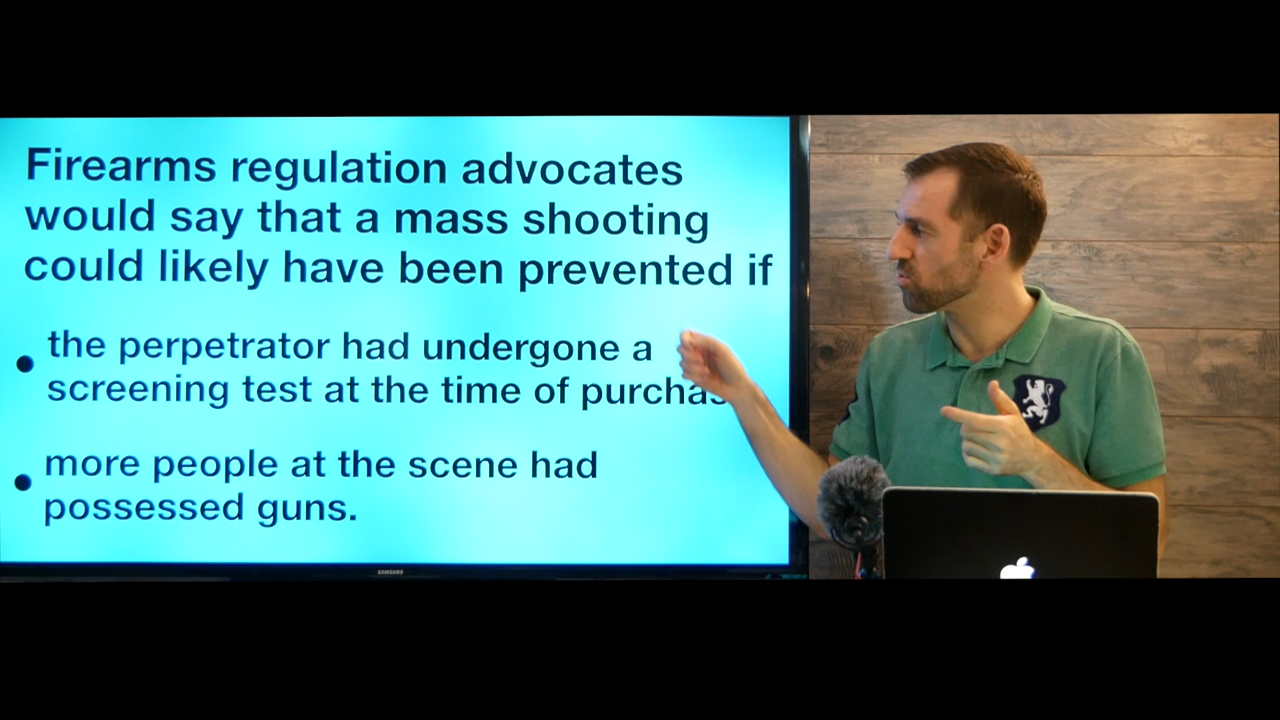 Firearms regulation advocates
would say that a mass shooting
could likely have been prevented if
• the perpetrator had undergone a
screening test at the time of purchas
• more people at the scene had
possessed guns.
SAMSUNG